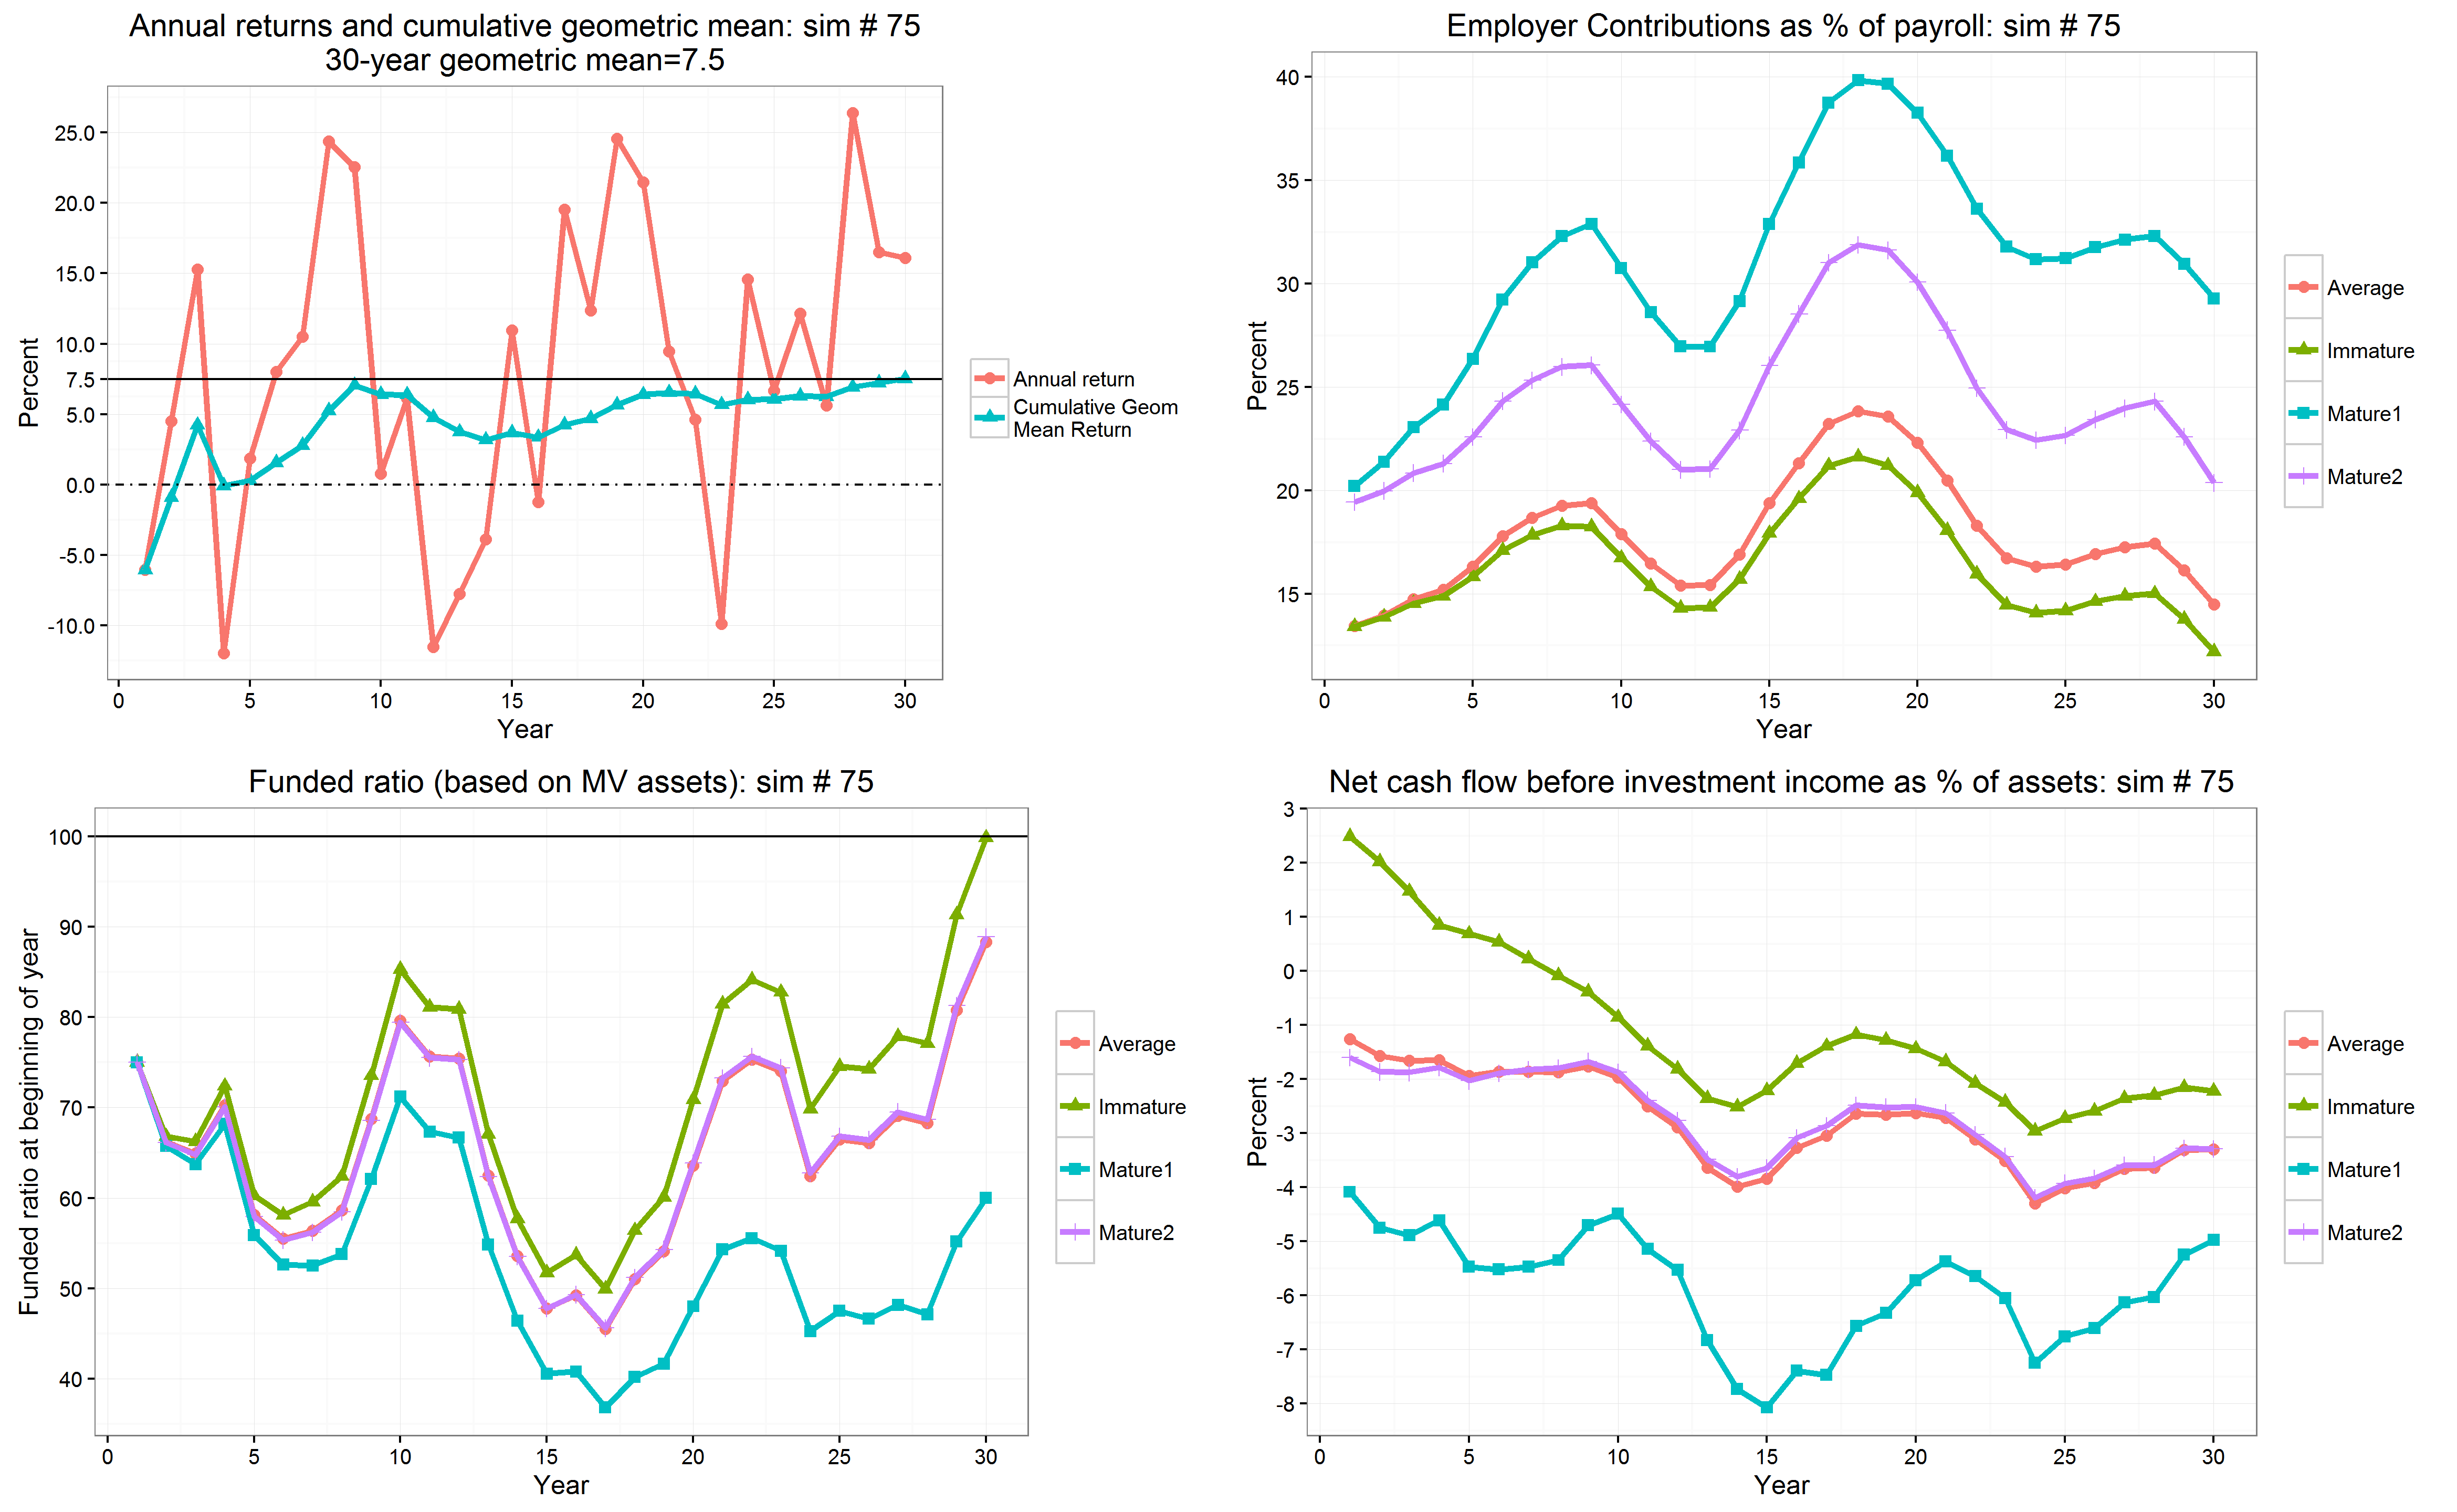 Annual returns and cumulative geometric mean: sim # 75
30-year geometric mean=7.5
Percent
25.0
20.0
15.0
10.0
7.5
5.0
0.0
-5.0
-10.0
0 5 10 15 20 25 30
Year
Annual return
Cumulative Geom
Mean Return
Employer Contributions as % of payroll: sim # 75
Percent
40
35
30
25
20
15
0 5 10 15 20 25 30
Year
Average
Immature
Mature1
Mature2
Funded ratio (based on MV assets): sim # 75
Funded ratio at beginning of year
100
90
80
70
60
50
40
0 5 10 15 20 25 30
Year
Average
Immature
Mature1
Mature2
Net cash flow before investment income as % of assets: sim # 75
Percent
3
2
1
0
-1
-2
-3
-4
-5
-6
-7
-8
0 5 10 15 20 25 30
Year
Average
Immature
Mature1
Mature2